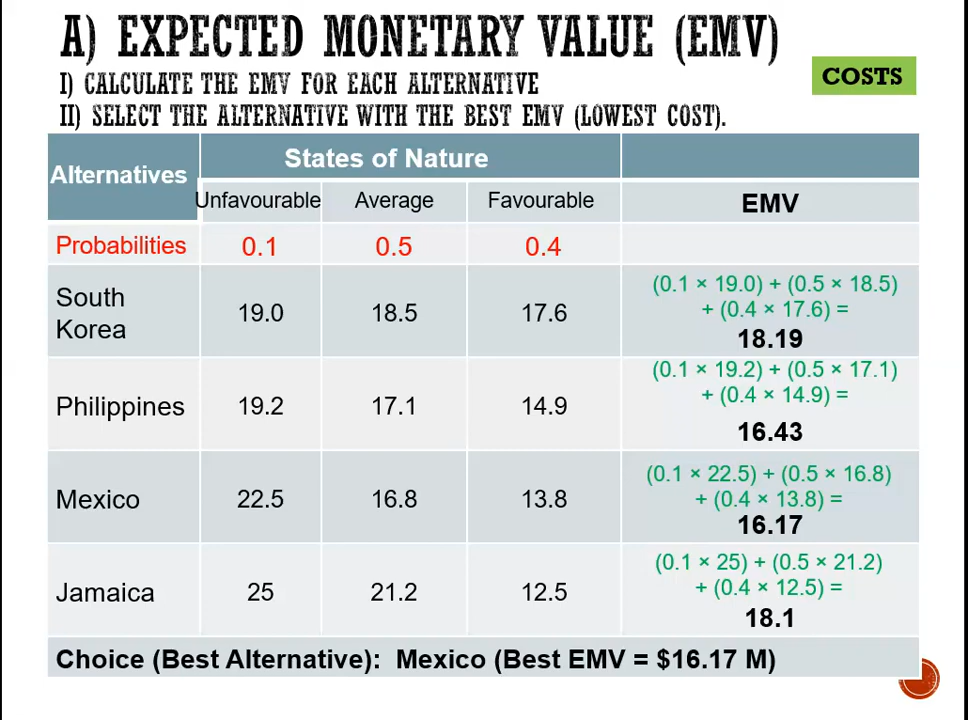 A) EXPECTED MONETARY VALUE (EMV)
I) CALCULATE THE EMV FOR EACH ALTERNATIVE
II) SELECT THE ALTERNATIVE WITH THE BEST EMV (LOWEST COST).
COSTS
Alternatives
States of Nature
Unfavourable Average Favourable EMV
Probabilities 0.1 0.5 0.4
South
Korea
19.0 18.5 17.6
(0.1 × 19.0) + (0.5 × 18.5)
+ (0.4 × 17.6) =
18.19
Philippines 19.2 17.1 14.9
(0.1 × 19.2) + (0.5 × 17.1)
+ (0.4 × 14.9) =
16.43
Mexico 22.5 16.8 13.8
(0.1 × 22.5) + (0.5 × 16.8)
+ (0.4 × 13.8) =
16.17
Jamaica 25 21.2 12.5
(0.1 × 25) + (0.5 × 21.2)
+ (0.4 × 12.5) =
18.1
Choice (Best Alternative): Mexico (Best EMV = $16.17 M)